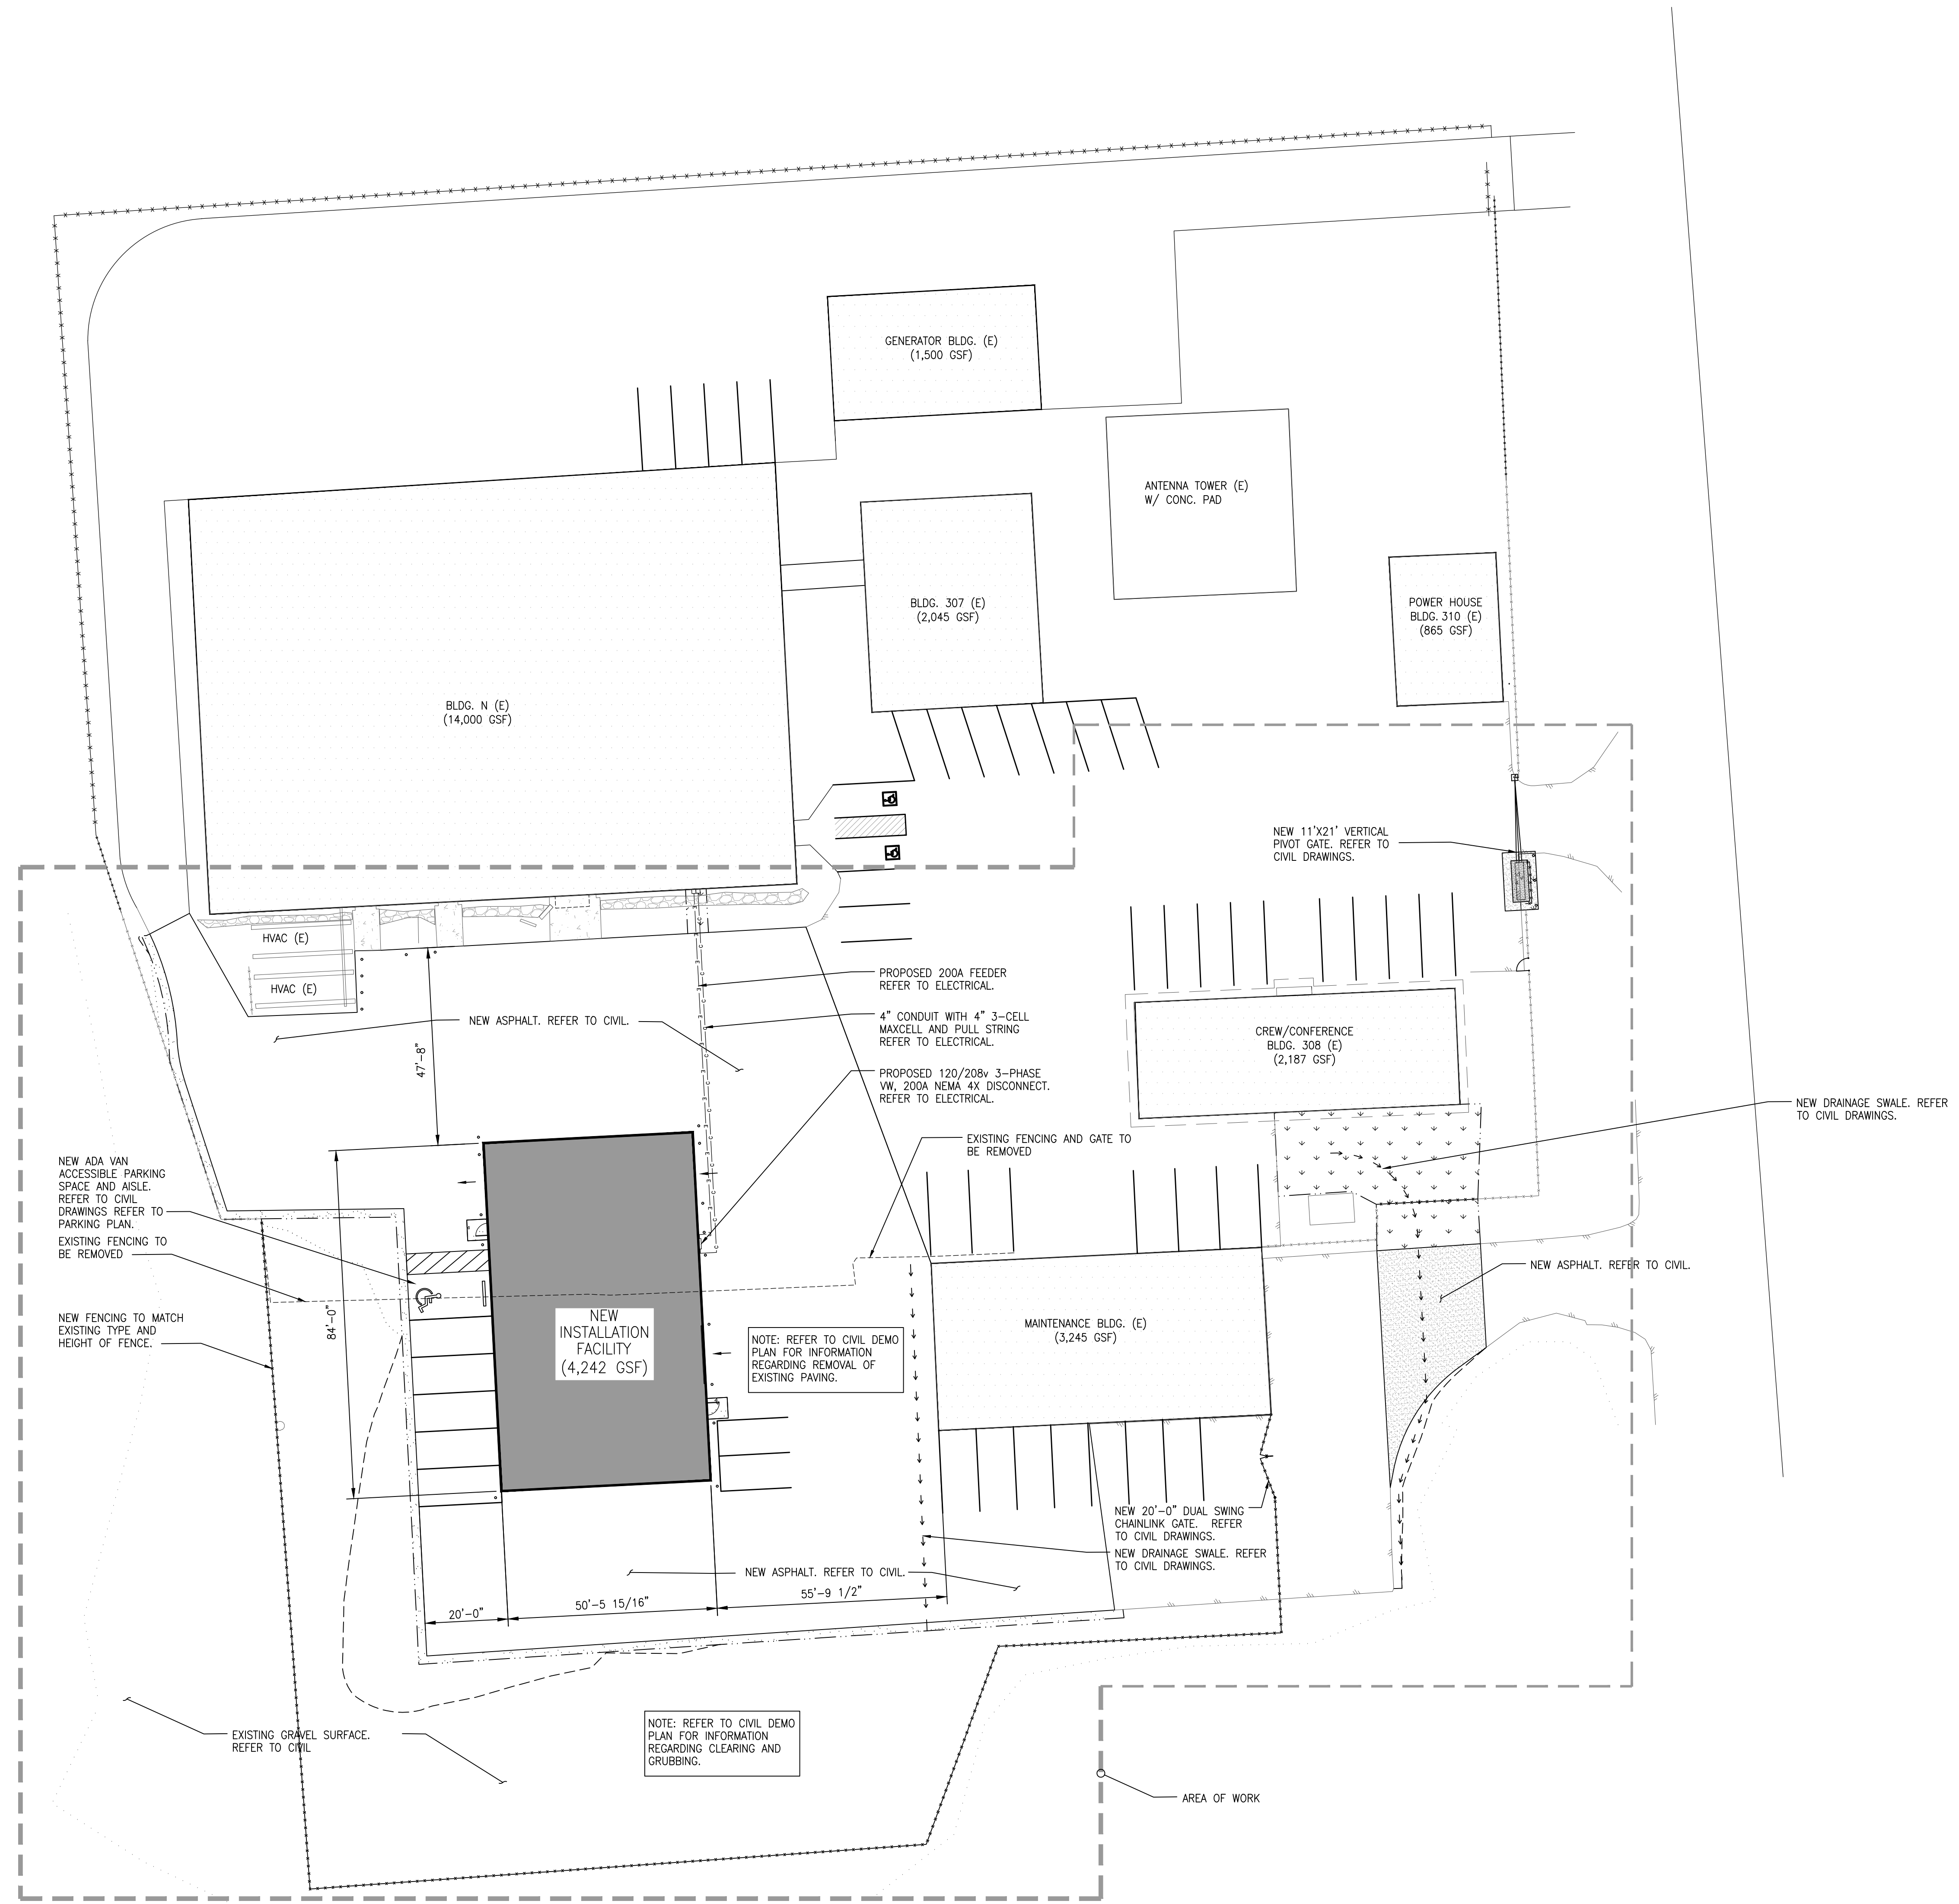 GENERATOR BLDG. (E)
(1,500 GSF)
ANTENNA TOWER (E)
W/ CONC. PAD
BLDG. 307 (E)
(2,045 GSF)
POWER HOUSE
BLDG. 310 (E)
(865 GSF)
BLDG. N (E)
(14,000 GSF)
NEW 11'X21' VERTICAL
PIVOT GATE. REFER TO
CIVIL DRAWINGS.
HVAC (E)
HVAC (E)
PROPOSED 200A FEEDER
REFER TO ELECTRICAL.
NEW ASPHALT. REFER TO CIVIL.
4" CONDUIT WITH 4" 3-CELL
MAXCELL AND PULL STRING
REFER TO ELECTRICAL.
47'-8"
PROPOSED 120/208v 3-PHASE
VW, 200A NEMA 4X DISCONNECT.
REFER TO ELECTRICAL.
CREW/CONFERENCE
BLDG. 308 (E)
(2,187 GSF)
NEW DRAINAGE SWALE. REFER
TO CIVIL DRAWINGS.
EXISTING FENCING AND GATE TO
BE REMOVED
NEW ADA VAN
ACCESSIBLE PARKING
SPACE AND AISLE.
REFER TO CIVIL
DRAWINGS REFER TO
PARKING PLAN.
EXISTING FENCING TO
BE REMOVED
NEW FENCING TO MATCH
EXISTING TYPE AND
HEIGHT OF FENCE.
84'-0"
NEW
INSTALLATION
FACILITY
(4,242 GSF)
NOTE: REFER TO CIVIL DEMO
PLAN FOR INFORMATION
REGARDING REMOVAL OF
EXISTING PAVING.
MAINTENANCE BLDG. (E)
(3,245 GSF)
NEW ASPHALT. REFER TO CIVIL.
NEW 20'-0" DUAL SWING
CHAINLINK GATE. REFER
TO CIVIL DRAWINGS.
NEW DRAINAGE SWALE. REFER
TO CIVIL DRAWINGS.
NEW ASPHALT. REFER TO CIVIL.
20'-0"
50'-5 15/16"
55'-9 1/2"
EXISTING GRAVEL SURFACE.
REFER TO CIVIL
NOTE: REFER TO CIVIL DEMO
PLAN FOR INFORMATION
REGARDING CLEARING AND
GRUBBING.
AREA OF WORK